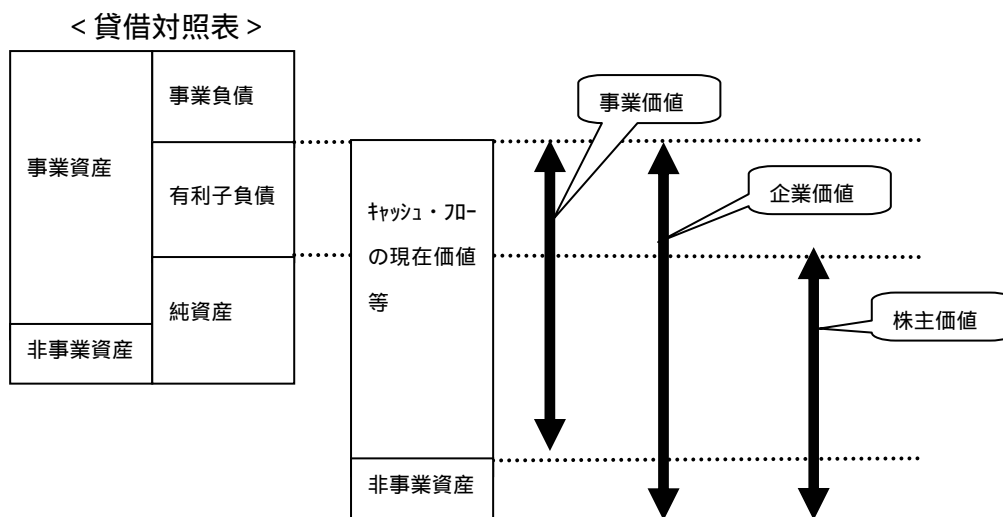 ＜貸借対照表＞
事業資産
非事業資産
事業負債
有利子負債
純資産
ｷｬｯｼｭ・ﾌﾛｰ
の現在価値
等
非事業資産
事業価値
企業価値
株主価値